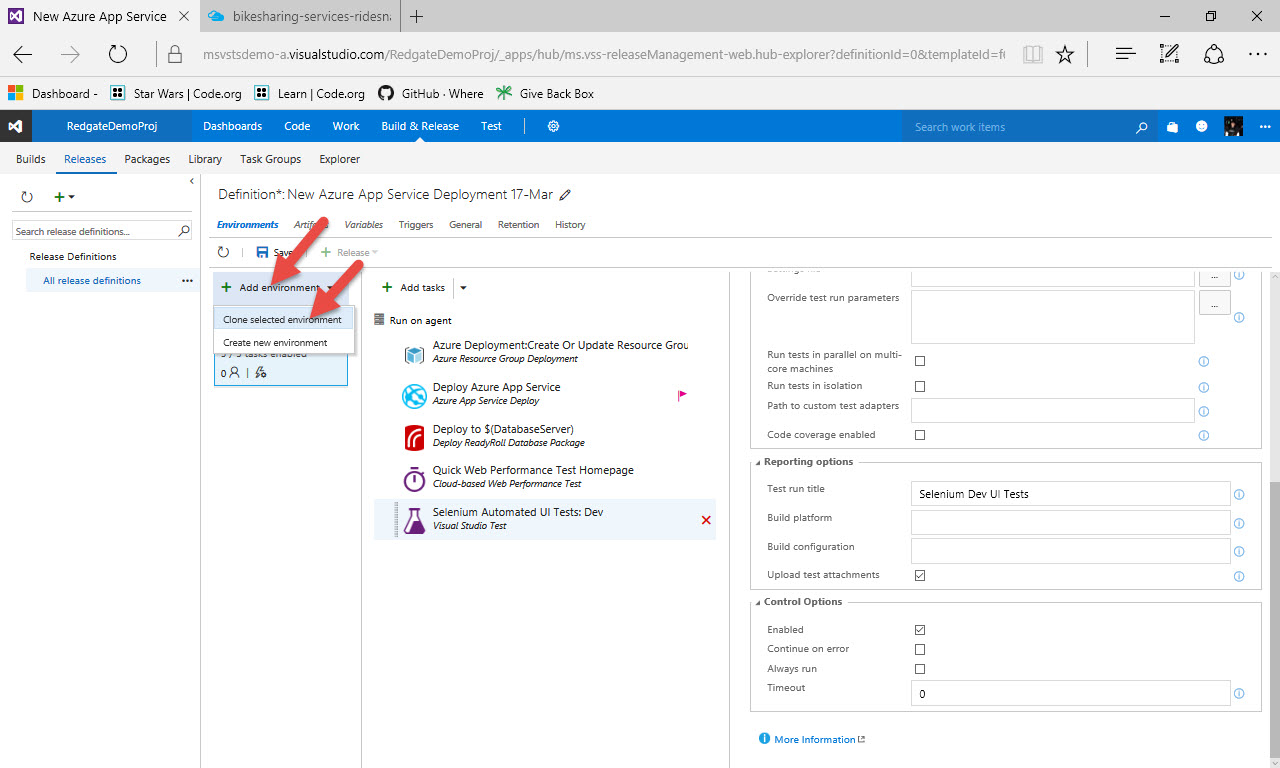 New Azure App Service
bikesharing-services-ridesna
msvstsdemo-a.visualstudio.com/RedgateDemoProj/_apps/hub/ms.vss-releaseManagement-web.hub-explorer?definitionId=0&templateId=f
Dashboard -
Star Wars | Code.org
Learn | Code.org
GitHub · Where
Give Back Box
RedgateDemoProj
Dashboards
Code
Work
Build & Release
Test
Search work items
Builds
Releases
Packages
Library
Task Groups
Explorer
Definition*: New Azure App Service Deployment 17-Mar
Environments
Variables
Triggers
General
Retention
History
Search release definitions...
Release Definitions
All release definitions
Save
Release
Add environment
Clone selected environment
Create new environment
5 / 5 tasks enabled
0
Add tasks
Run on agent
Azure Deployment:Create Or Update Resource Grou
Azure Resource Group Deployment
Deploy Azure App Service
Azure App Service Deploy
Deploy to $(DatabaseServer)
Deploy ReadyRoll Database Package
Quick Web Performance Test Homepage
Cloud-based Web Performance Test
Selenium Automated UI Tests: Dev
Visual Studio Test
...
Override test run parameters
...
Run tests in parallel on multi-
core machines
Run tests in isolation
Path to custom test adapters
Code coverage enabled
Reporting options
Test run title
Selenium Dev UI Tests
Build platform
Build configuration
Upload test attachments
Control Options
Enabled
Continue on error
Always run
Timeout
0
More Information